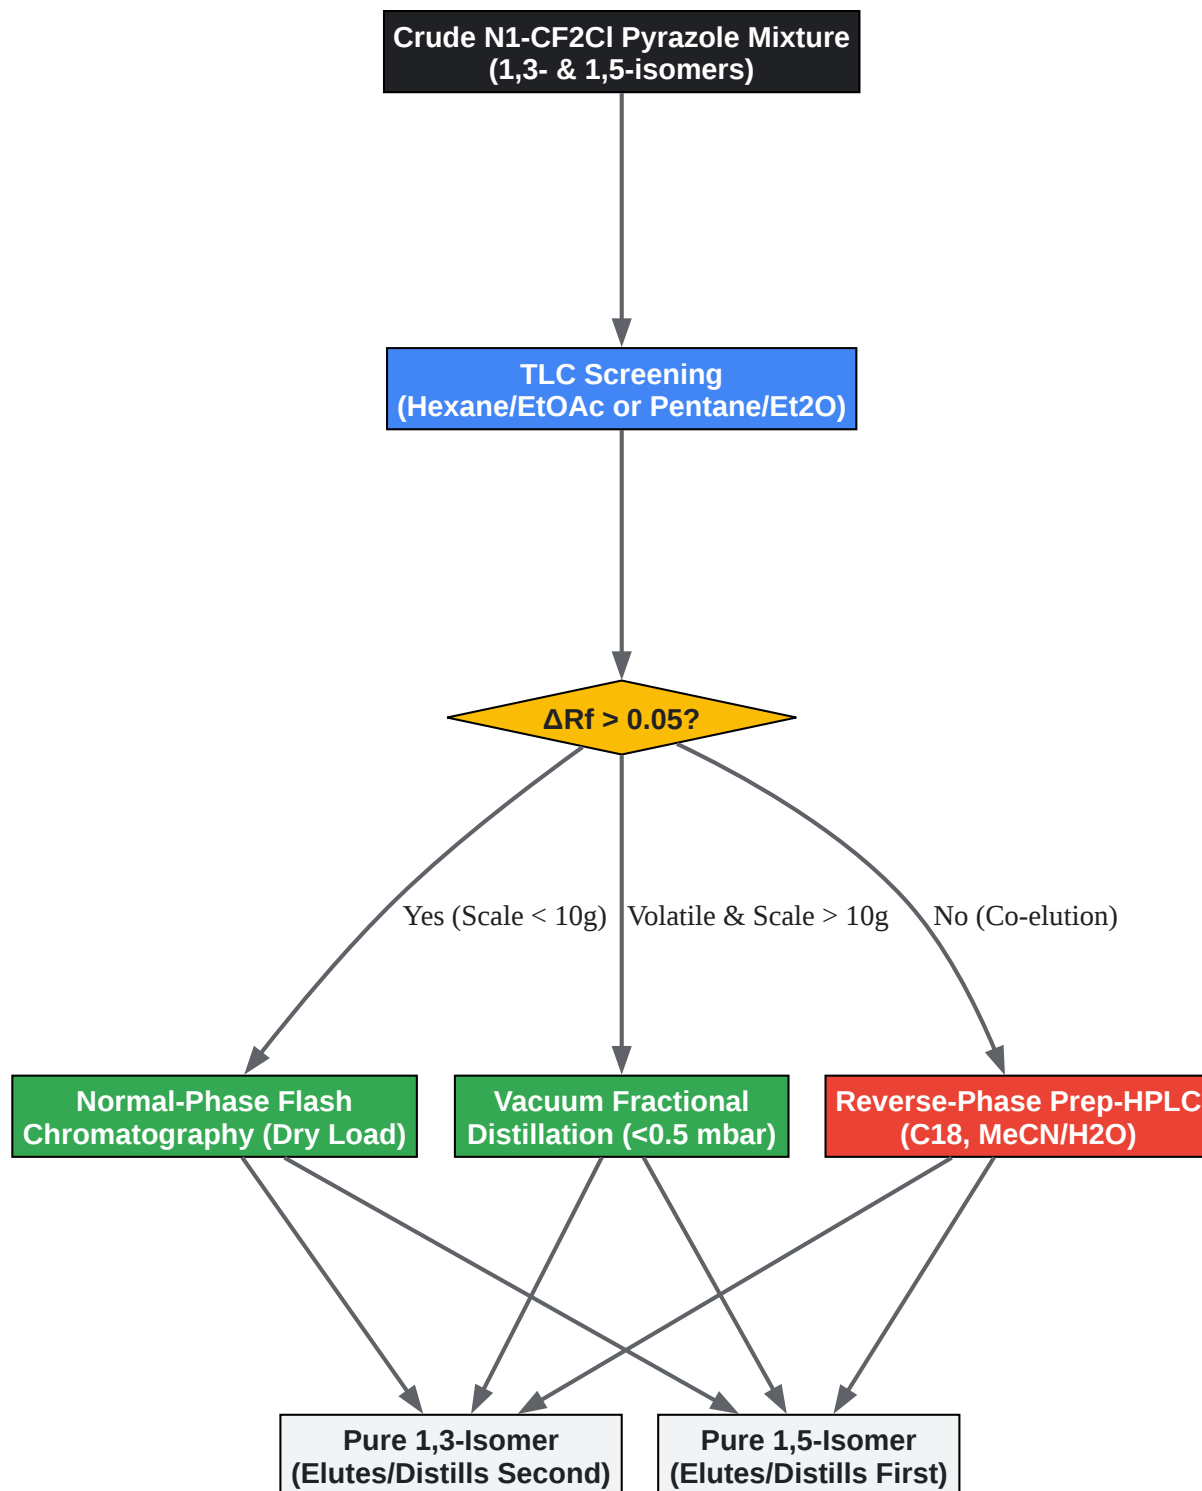 Crude N1-CF2Cl Pyrazole Mixture
(1,3- & 1,5-isomers)
TLC Screening
(Hexane/EtOAc or Pentane/Et2O)
ΔRf > 0.05?
Yes (Scale < 10g)
Volatile & Scale > 10g
No (Co-elution)
Normal-Phase Flash
Chromatography (Dry Load)
Vacuum Fractional
Distillation (<0.5 mbar)
Reverse-Phase Prep-HPLC
(C18, MeCN/H2O)
Pure 1,3-Isomer
(Elutes/Distills Second)
Pure 1,5-Isomer
(Elutes/Distills First)